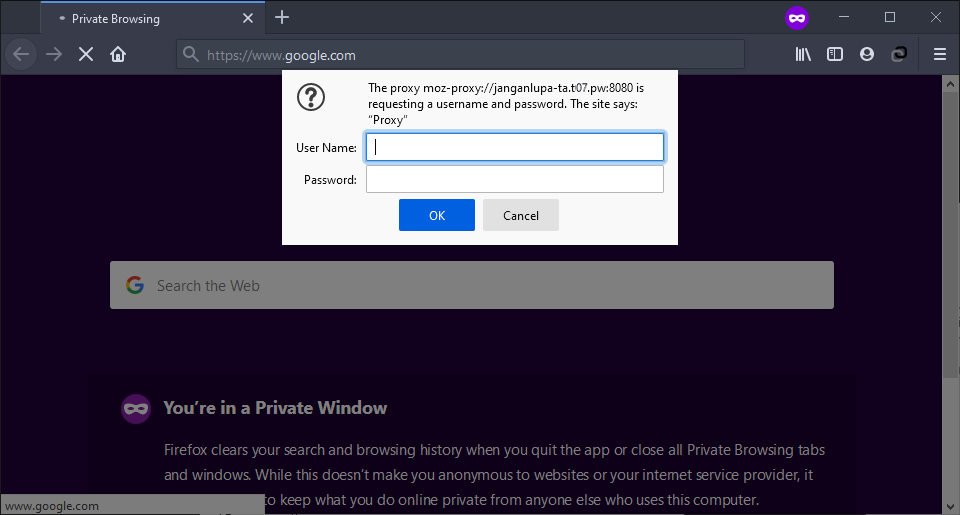 Private Browsing
https://www.google.com
The proxy moz-proxy://janganlupa-ta.t07.pw:8080 is
requesting a username and password. The site says:
“Proxy”
User Name:
Password:
OK
Cancel
Search the Web
You’re in a Private Window
Firefox clears your search and browsing history when you quit the app or close all Private Browsing tabs
and windows. While this doesn’t make you anonymous to websites or your internet service provider, it
to keep what you do online private from anyone else who uses this computer.
www.google.com